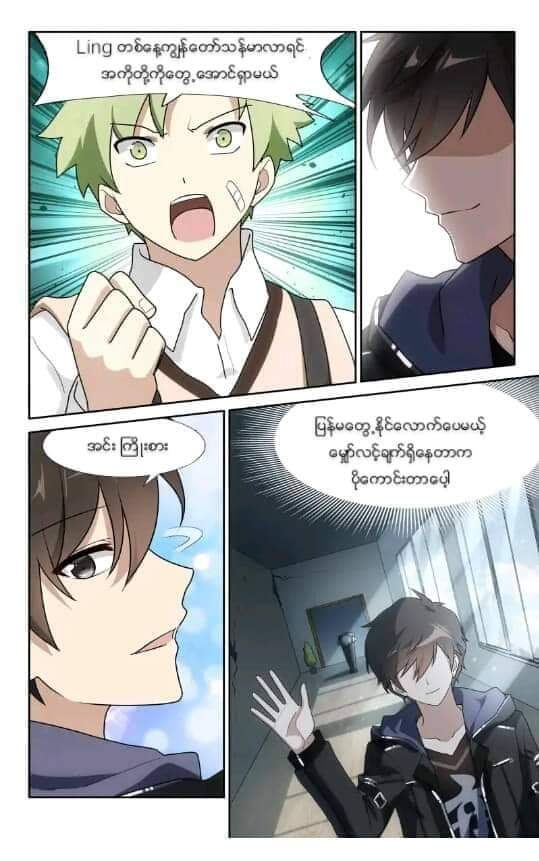 Ling တစ်နေ့ကျွန်တော်သန်မာလာရင်
အကိုတို့ကိုတွေ့အောင်ရှာမယ်
အင်း ကြိုးစား
ပြန်မတွေ့နိုင်လောက်ပေမယ့်
မျှော်လင့်ချက်ရှိနေတာက
ပိုကောင်းတာပေါ့